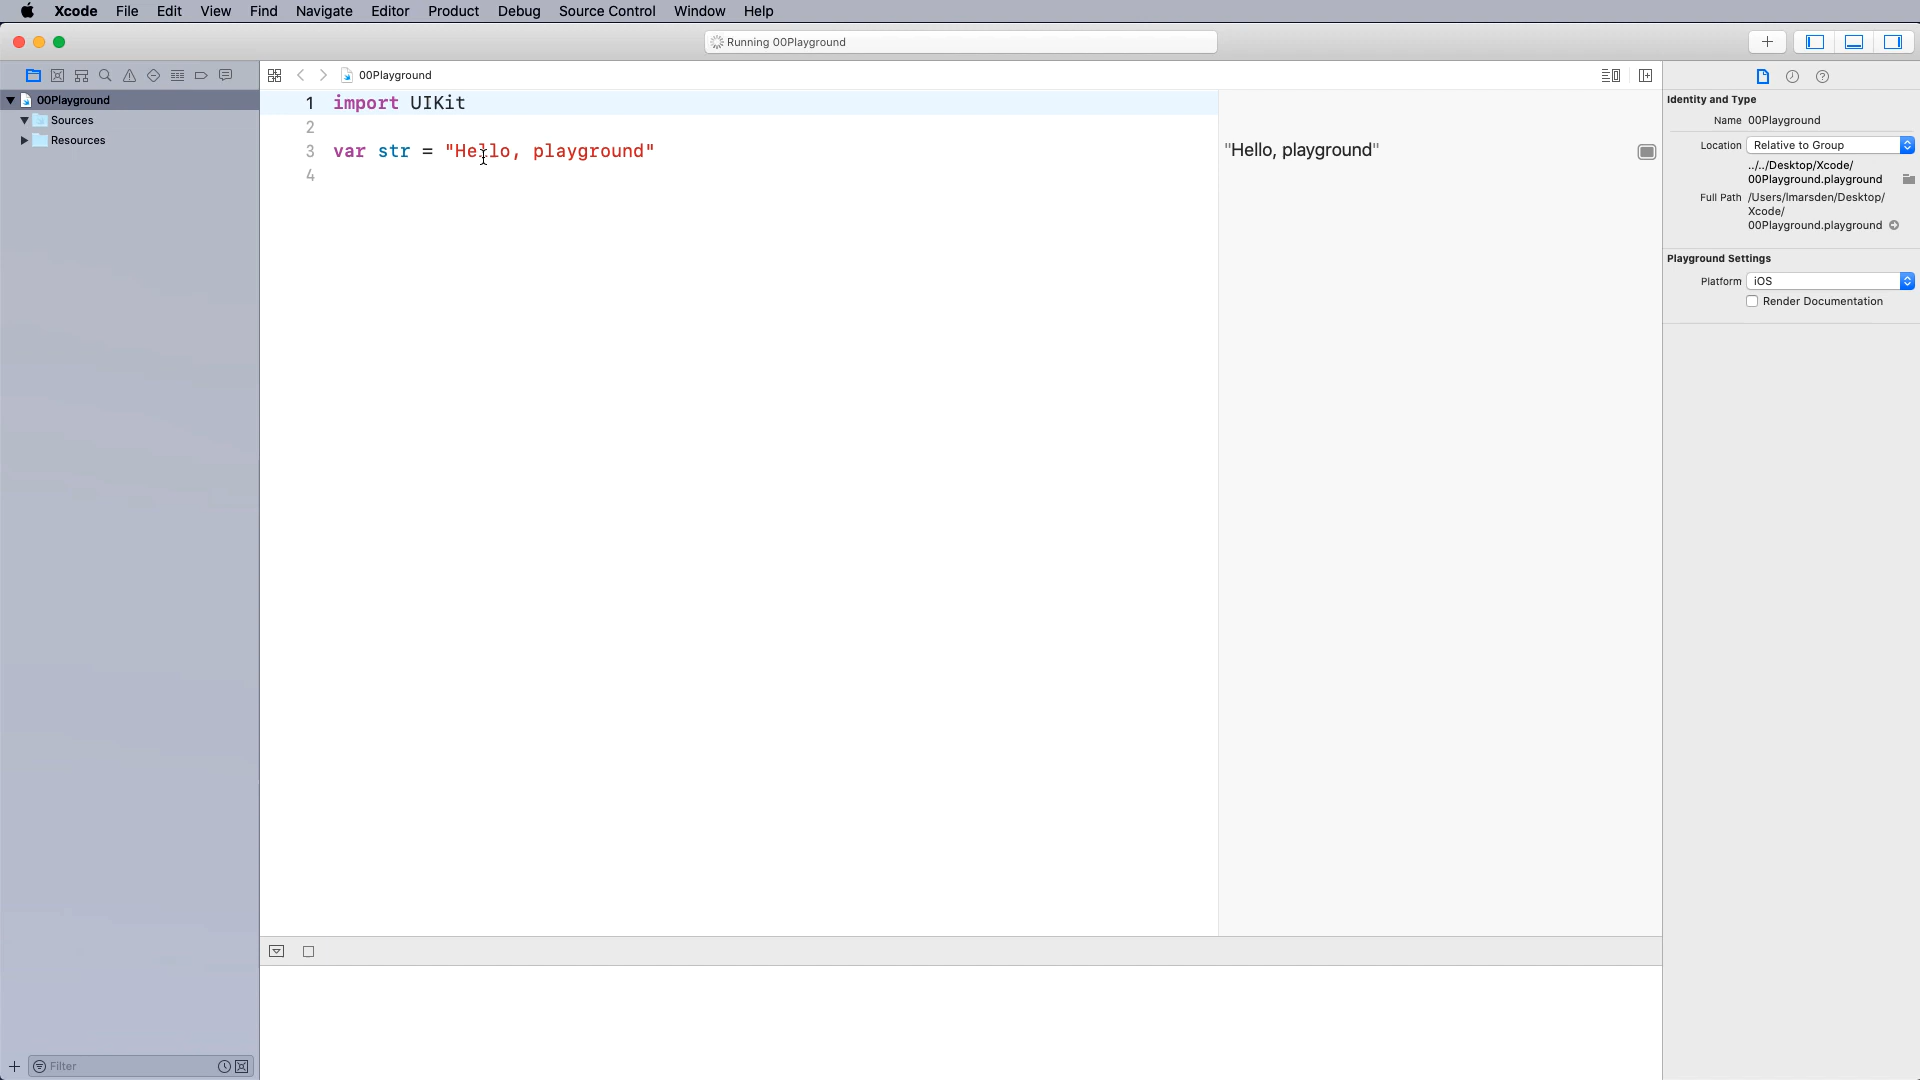 Xcode File Edit View Find Navigate Editor Product Debug Source Control Window Help
Running 00Playground
00Playground
00Playground
Sources
Resources
1 import UIKit
2
3 var str = "Hello, playground"
4
"Hello, playground"
Identity and Type
Name 00Playground
Location Relative to Group
../../Desktop/Xcode/
00Playground.playground
Full Path /Users/lmarsden/Desktop/
Xcode/
00Playground.playground
Playground Settings
Platform iOS
Render Documentation
Filter